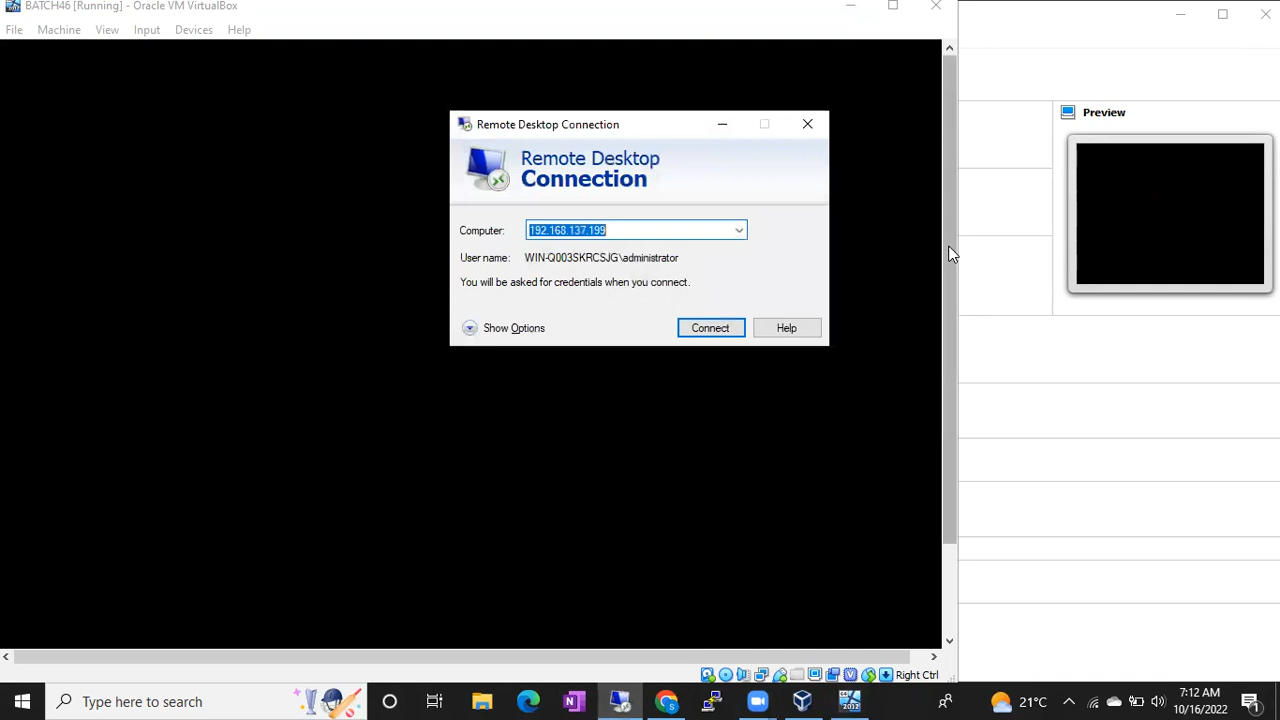 BATCH46 [Running] - Oracle VM VirtualBox
File Machine View Input Devices Help
Preview
Remote Desktop Connection
Remote Desktop
Connection
Computer: 192.168.137.199
User name: WIN-Q003SKRCSJG\administrator
You will be asked for credentials when you connect.
Show Options Connect Help
Right Ctrl
Type here to search
2012
21°C
7:12 AM
10/16/2022
1